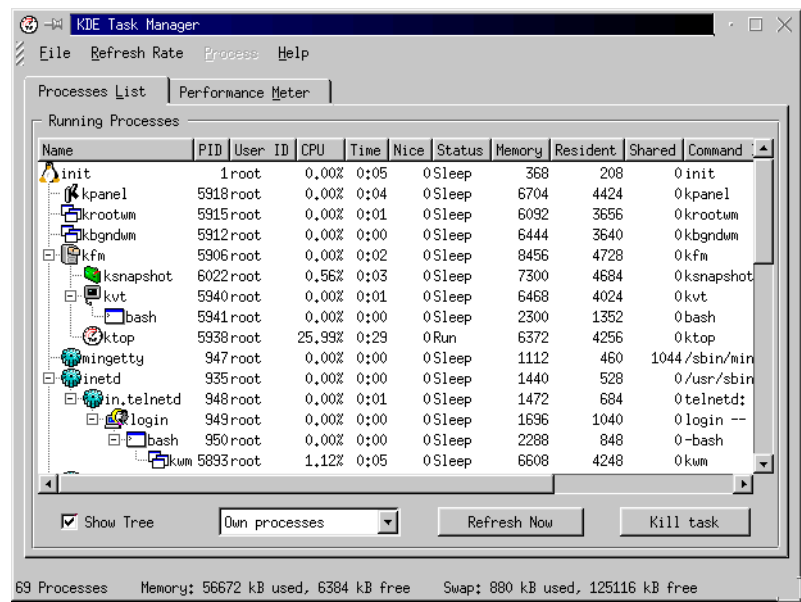 KDE Task Manager
File Refresh Rate Process Help
Processes List Performance Meter
Running Processes
Name PID User ID CPU Time Nice Status Memory Resident Shared Command
init 1 root 0.00% 0:05 0 Sleep 368 208 0 init
kpanel 5918 root 0.00% 0:04 0 Sleep 6704 4424 0 kpanel
krootwm 5915 root 0.00% 0:01 0 Sleep 6092 3656 0 krootwm
kbgndwm 5912 root 0.00% 0:00 0 Sleep 6444 3640 0 kbgndwm
kfm 5906 root 0.00% 0:02 0 Sleep 8456 4728 0 kfm
ksnapshot 6022 root 0.56% 0:03 0 Sleep 7300 4684 0 ksnapshot
kvt 5940 root 0.00% 0:01 0 Sleep 6468 4024 0 kvt
bash 5941 root 0.00% 0:00 0 Sleep 2300 1352 0 bash
ktop 5938 root 25.99% 0:29 0 Run 6372 4256 0 ktop
mingetty 947 root 0.00% 0:00 0 Sleep 1112 460 1044 /sbin/min
inetd 935 root 0.00% 0:00 0 Sleep 1440 528 0 /usr/sbin
in.telnetd 948 root 0.00% 0:01 0 Sleep 1472 684 0 telnetd:
login 949 root 0.00% 0:00 0 Sleep 1696 1040 0 login --
bash 950 root 0.00% 0:00 0 Sleep 2288 848 0 -bash
kwm 5893 root 1.12% 0:05 0 Sleep 6608 4248 0 kwm
Show Tree Own processes Refresh Now Kill task
69 Processes Memory: 56672 kB used, 6384 kB free Swap: 880 kB used, 125116 kB free